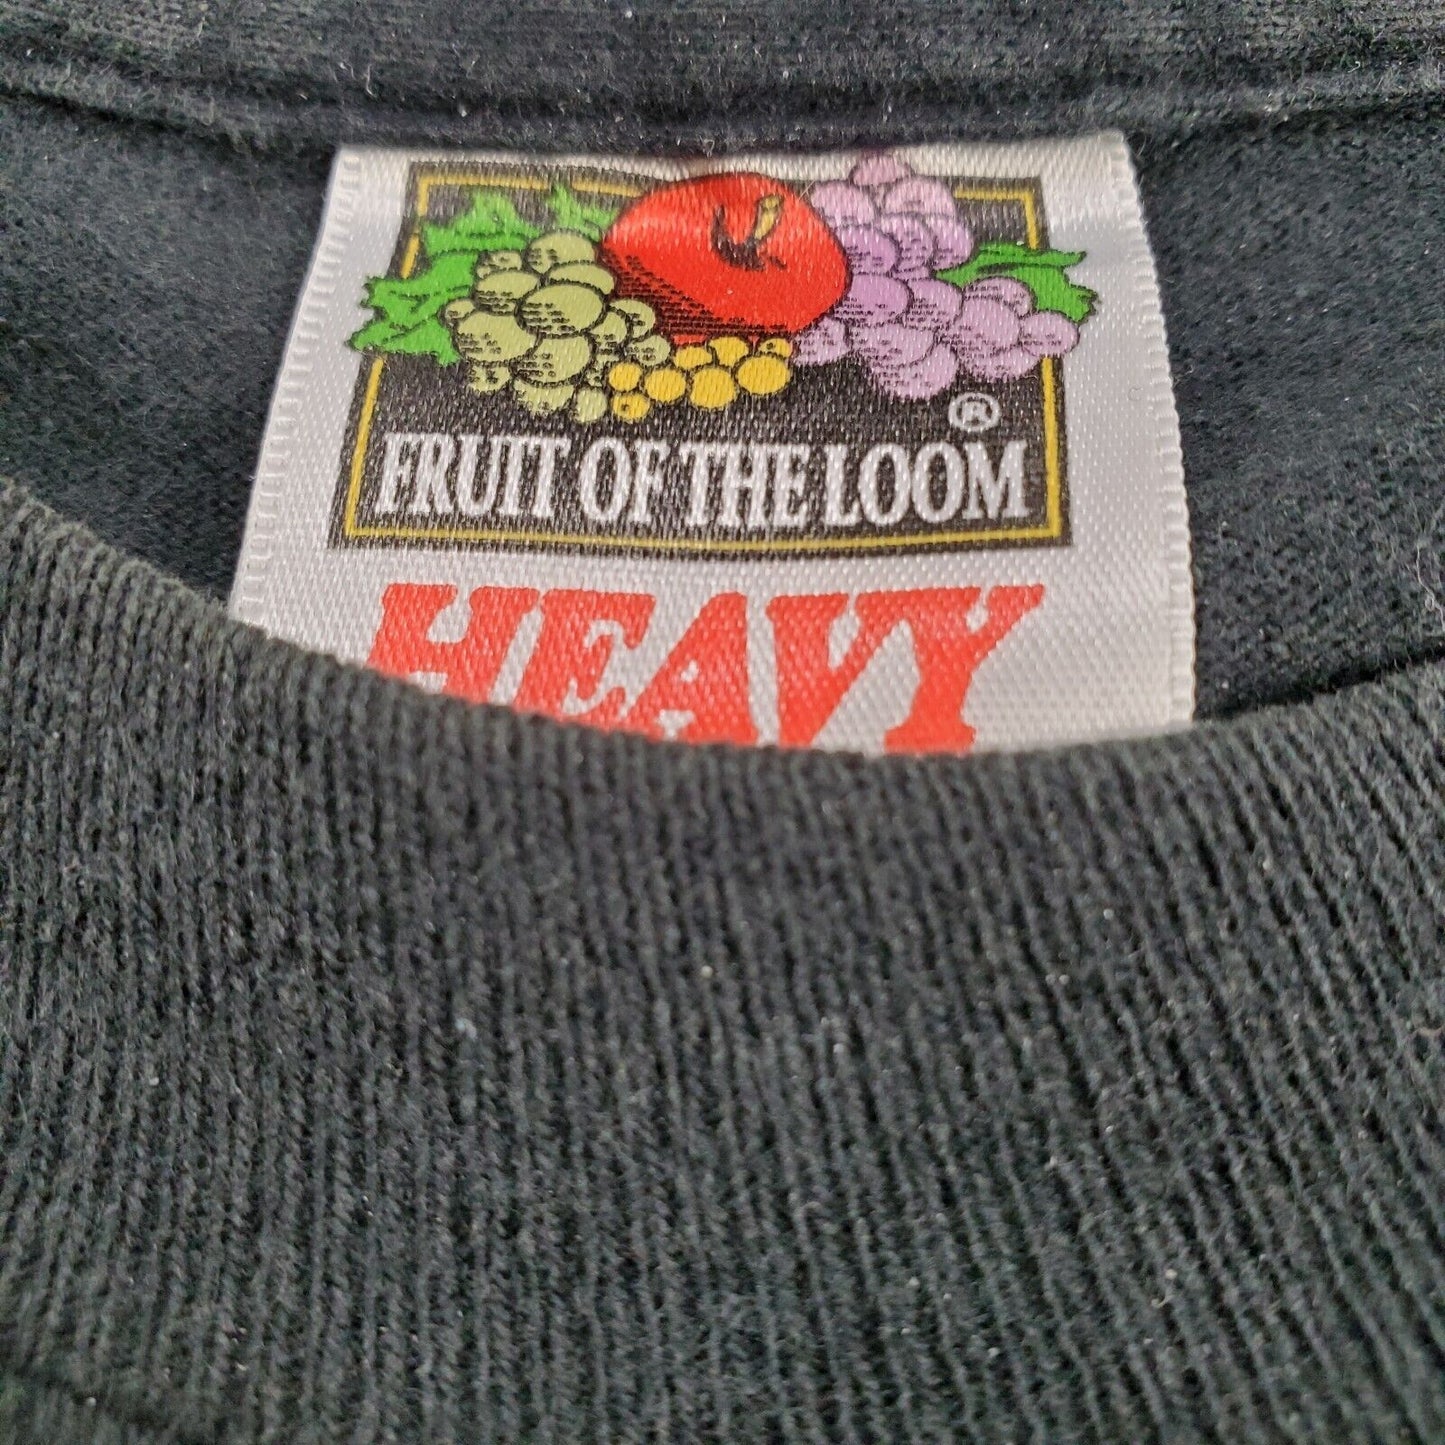 ®
FRUIT OF THE LOOM
HEAVY